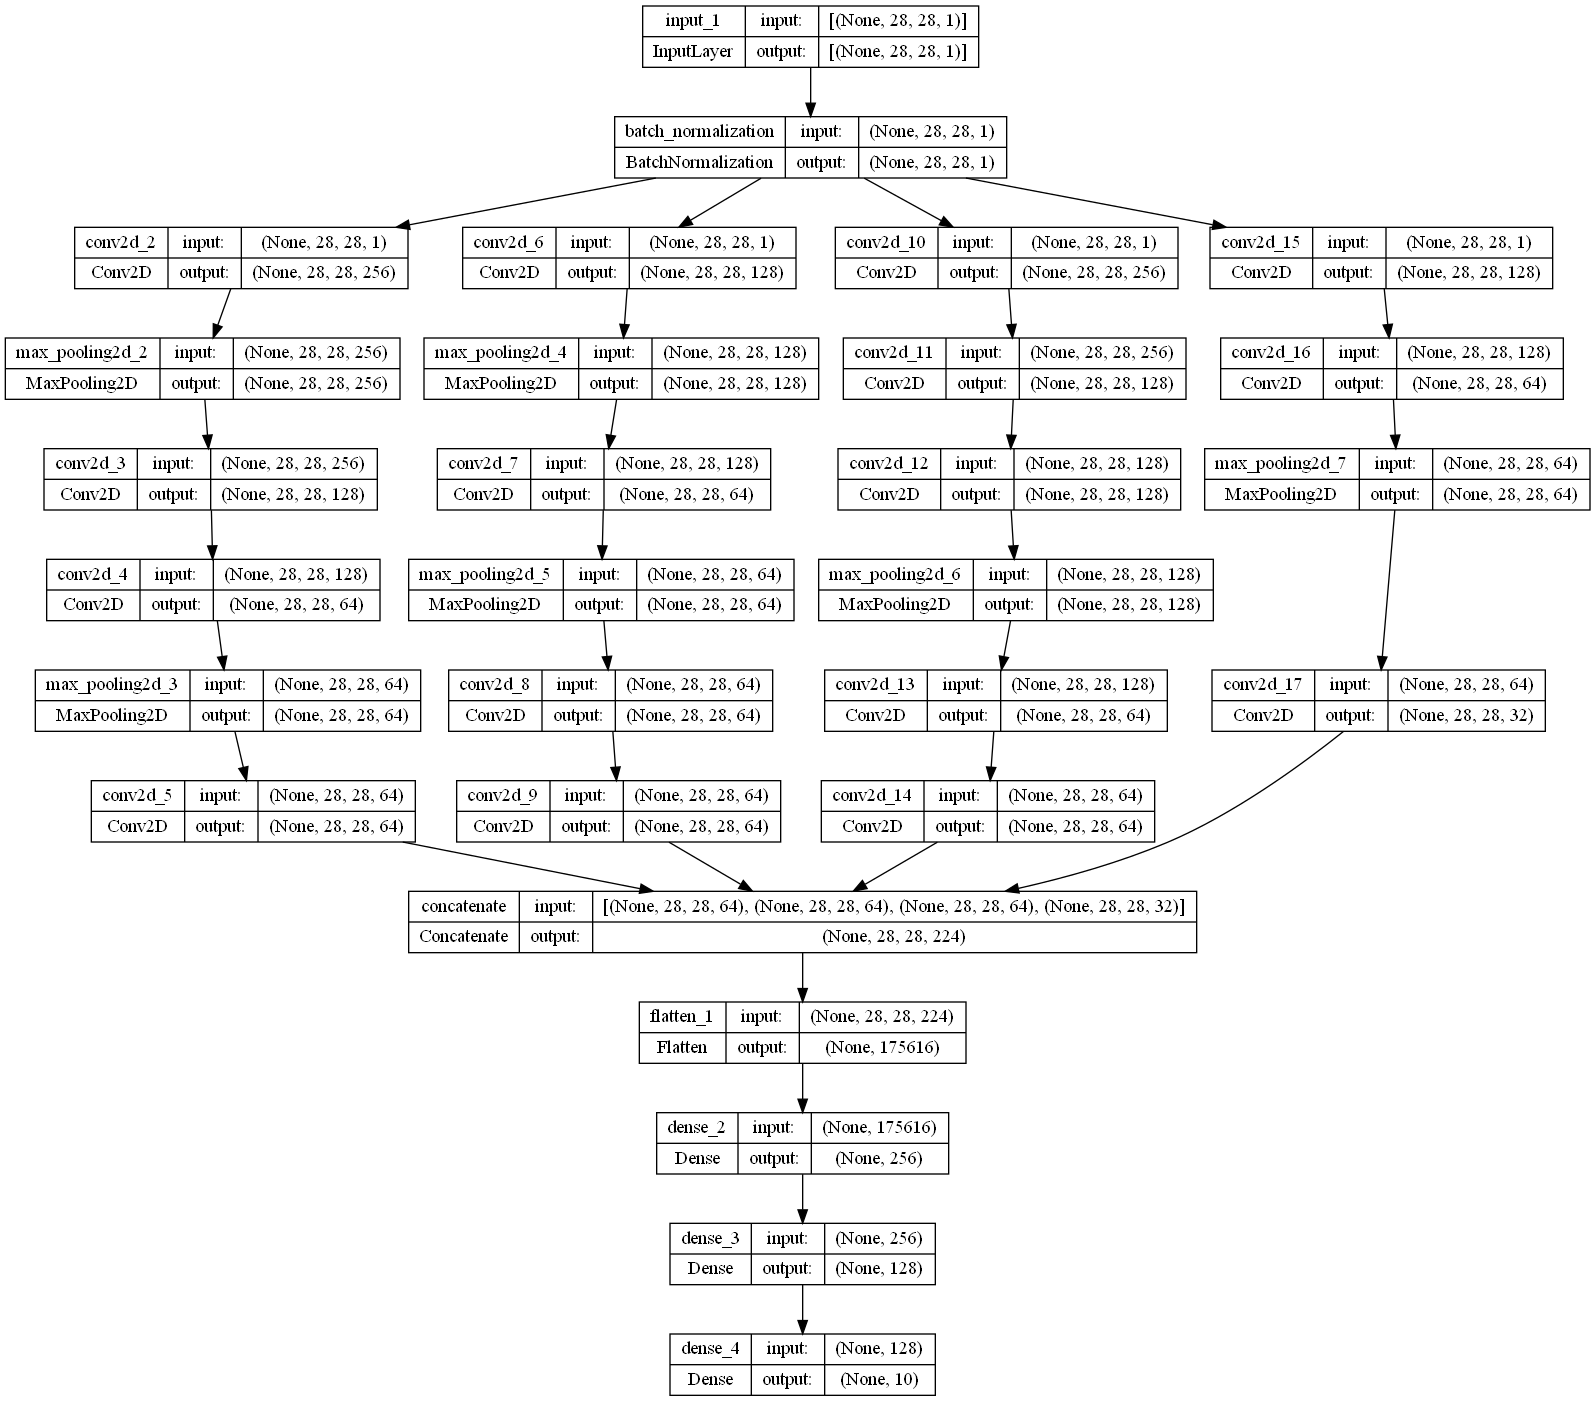 input_1 input: [(None, 28, 28, 1)]
InputLayer output: [(None, 28, 28, 1)]
batch_normalization input: (None, 28, 28, 1)
BatchNormalization output: (None, 28, 28, 1)
conv2d_2 input: (None, 28, 28, 1)
Conv2D output: (None, 28, 28, 256)
conv2d_6 input: (None, 28, 28, 1)
Conv2D output: (None, 28, 28, 128)
conv2d_10 input: (None, 28, 28, 1)
Conv2D output: (None, 28, 28, 256)
conv2d_15 input: (None, 28, 28, 1)
Conv2D output: (None, 28, 28, 128)
max_pooling2d_2 input: (None, 28, 28, 256)
MaxPooling2D output: (None, 28, 28, 256)
max_pooling2d_4 input: (None, 28, 28, 128)
MaxPooling2D output: (None, 28, 28, 128)
conv2d_11 input: (None, 28, 28, 256)
Conv2D output: (None, 28, 28, 128)
conv2d_16 input: (None, 28, 28, 128)
Conv2D output: (None, 28, 28, 64)
conv2d_3 input: (None, 28, 28, 256)
Conv2D output: (None, 28, 28, 128)
conv2d_7 input: (None, 28, 28, 128)
Conv2D output: (None, 28, 28, 64)
conv2d_12 input: (None, 28, 28, 128)
Conv2D output: (None, 28, 28, 128)
max_pooling2d_7 input: (None, 28, 28, 64)
MaxPooling2D output: (None, 28, 28, 64)
conv2d_4 input: (None, 28, 28, 128)
Conv2D output: (None, 28, 28, 64)
max_pooling2d_5 input: (None, 28, 28, 64)
MaxPooling2D output: (None, 28, 28, 64)
max_pooling2d_6 input: (None, 28, 28, 128)
MaxPooling2D output: (None, 28, 28, 128)
max_pooling2d_3 input: (None, 28, 28, 64)
MaxPooling2D output: (None, 28, 28, 64)
conv2d_8 input: (None, 28, 28, 64)
Conv2D output: (None, 28, 28, 64)
conv2d_13 input: (None, 28, 28, 128)
Conv2D output: (None, 28, 28, 64)
conv2d_17 input: (None, 28, 28, 64)
Conv2D output: (None, 28, 28, 32)
conv2d_5 input: (None, 28, 28, 64)
Conv2D output: (None, 28, 28, 64)
conv2d_9 input: (None, 28, 28, 64)
Conv2D output: (None, 28, 28, 64)
conv2d_14 input: (None, 28, 28, 64)
Conv2D output: (None, 28, 28, 64)
concatenate input: [(None, 28, 28, 64), (None, 28, 28, 64), (None, 28, 28, 64), (None, 28, 28, 32)]
Concatenate output: (None, 28, 28, 224)
flatten_1 input: (None, 28, 28, 224)
Flatten output: (None, 175616)
dense_2 input: (None, 175616)
Dense output: (None, 256)
dense_3 input: (None, 256)
Dense output: (None, 128)
dense_4 input: (None, 128)
Dense output: (None, 10)